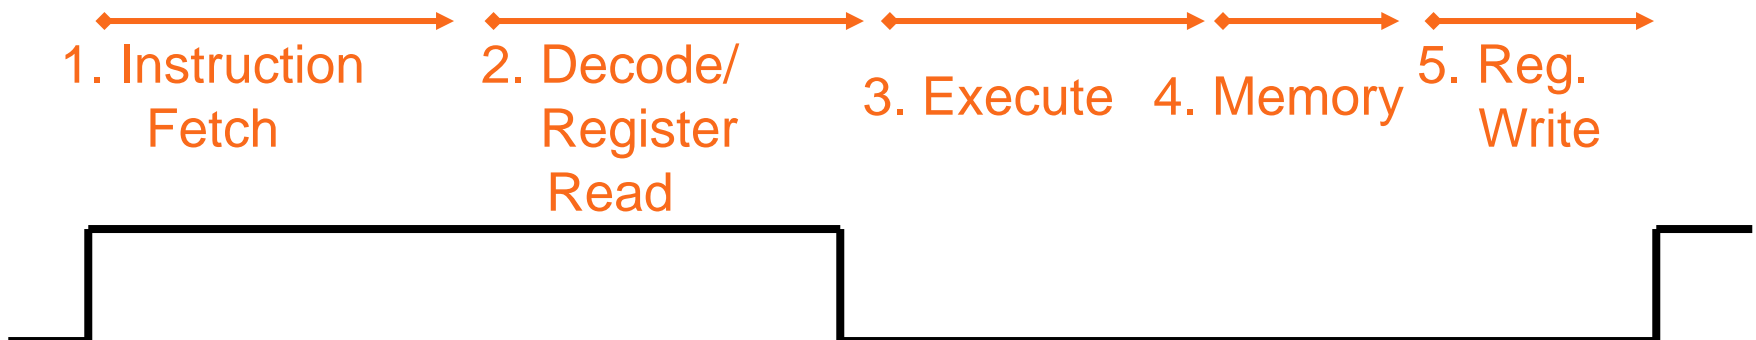 1. Instruction
Fetch
2. Decode/
Register
Read
3. Execute
4. Memory
5. Reg.
Write